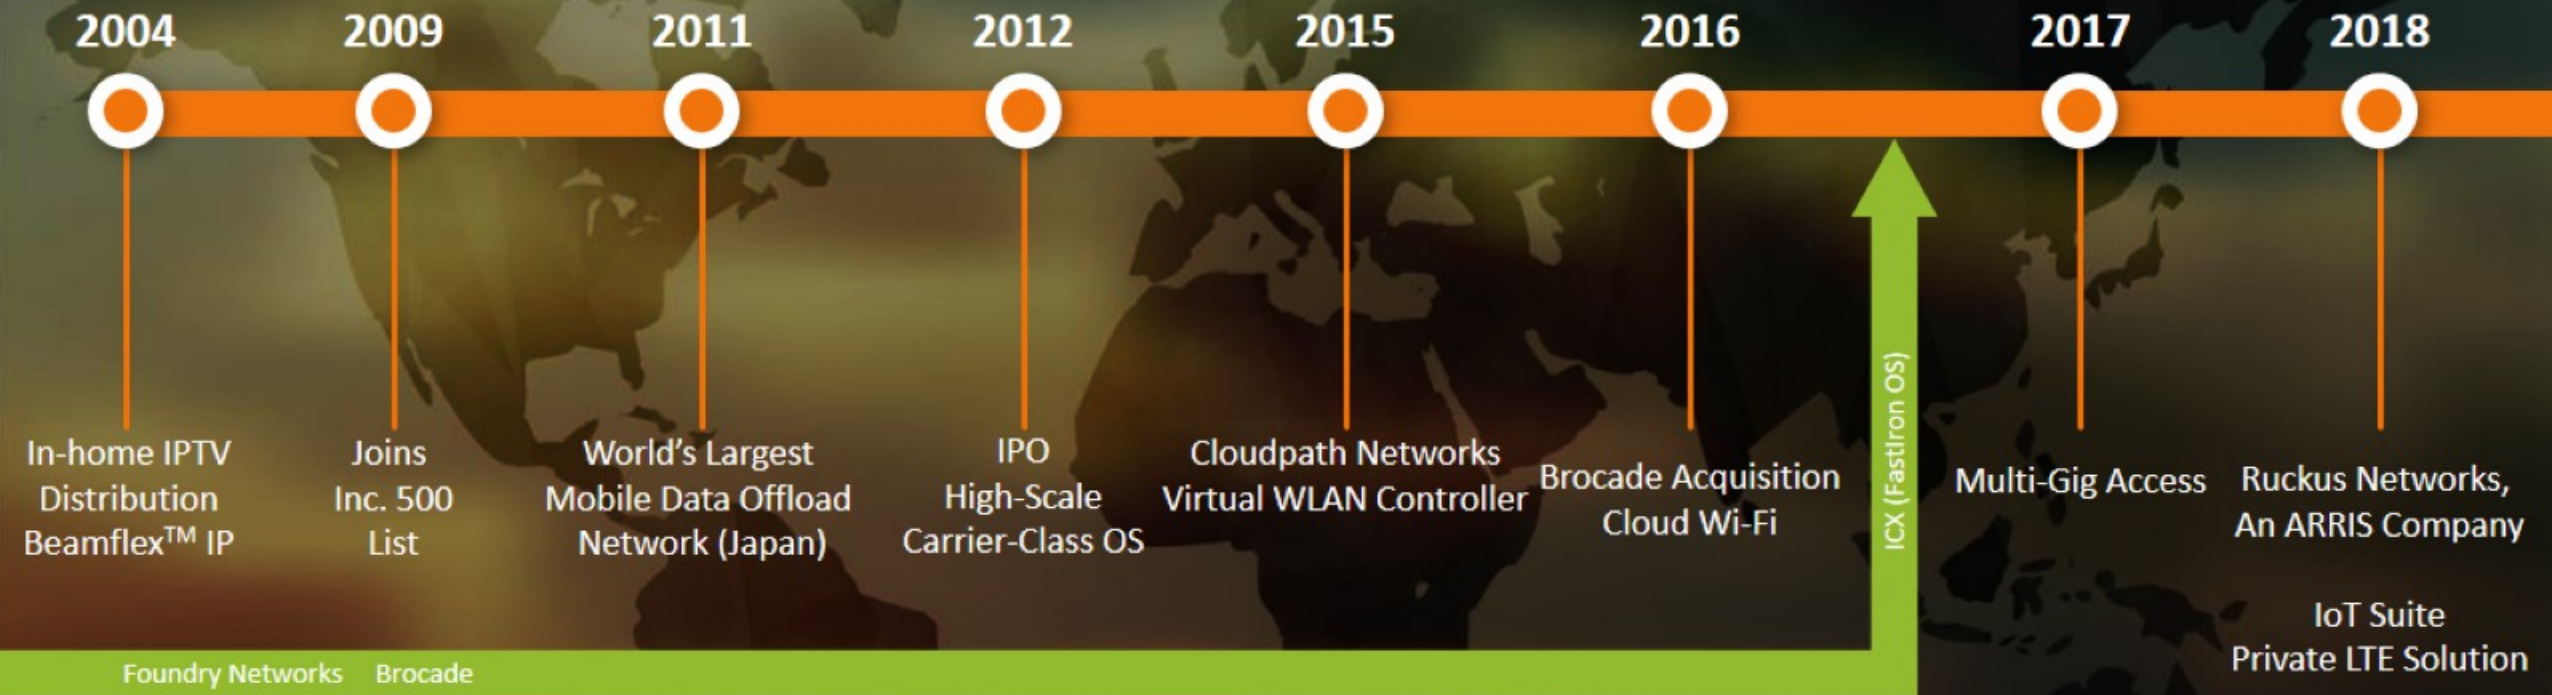 2004
In-home IPTV
Distribution
Beamflex™ IP
2009
Joins
Inc. 500
List
2011
World's Largest
Mobile Data Offload
Network (Japan)
2012
IPO
High-Scale
Carrier-Class OS
2015
Cloudpath Networks
Virtual WLAN Controller
2016
Brocade Acquisition
Cloud Wi-Fi
ICX (FastIron OS)
2017
Multi-Gig Access
2018
Ruckus Networks,
An ARRIS Company
IoT Suite
Private LTE Solution
Foundry Networks Brocade